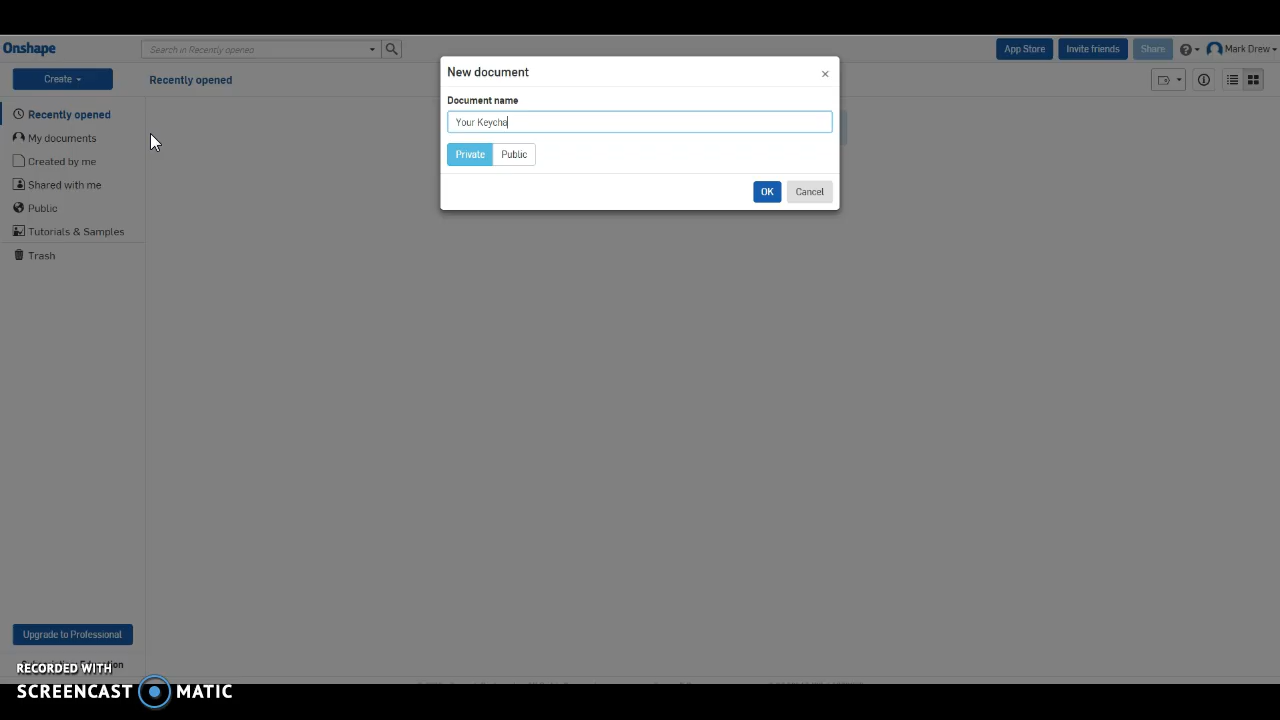 Onshape
Search in Recently opened
App Store
Invite friends
Share
Mark Drew
Create
Recently opened
New document
×
Document name
Your Keycha
Private
Public
OK
Cancel
Recently opened
My documents
Created by me
Shared with me
Public
Tutorials & Samples
Trash
Upgrade to Professional
RECORDED WITH
SCREENCAST MATIC